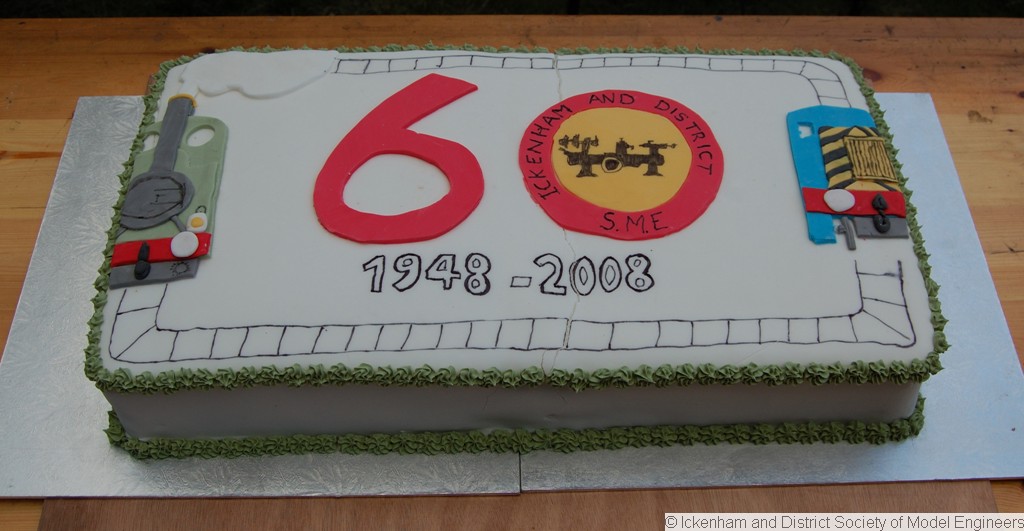 60
ICKENHAM AND DISTRICT
S.M.E
1948-2008
© Ickenham and District Society of Model Engineers